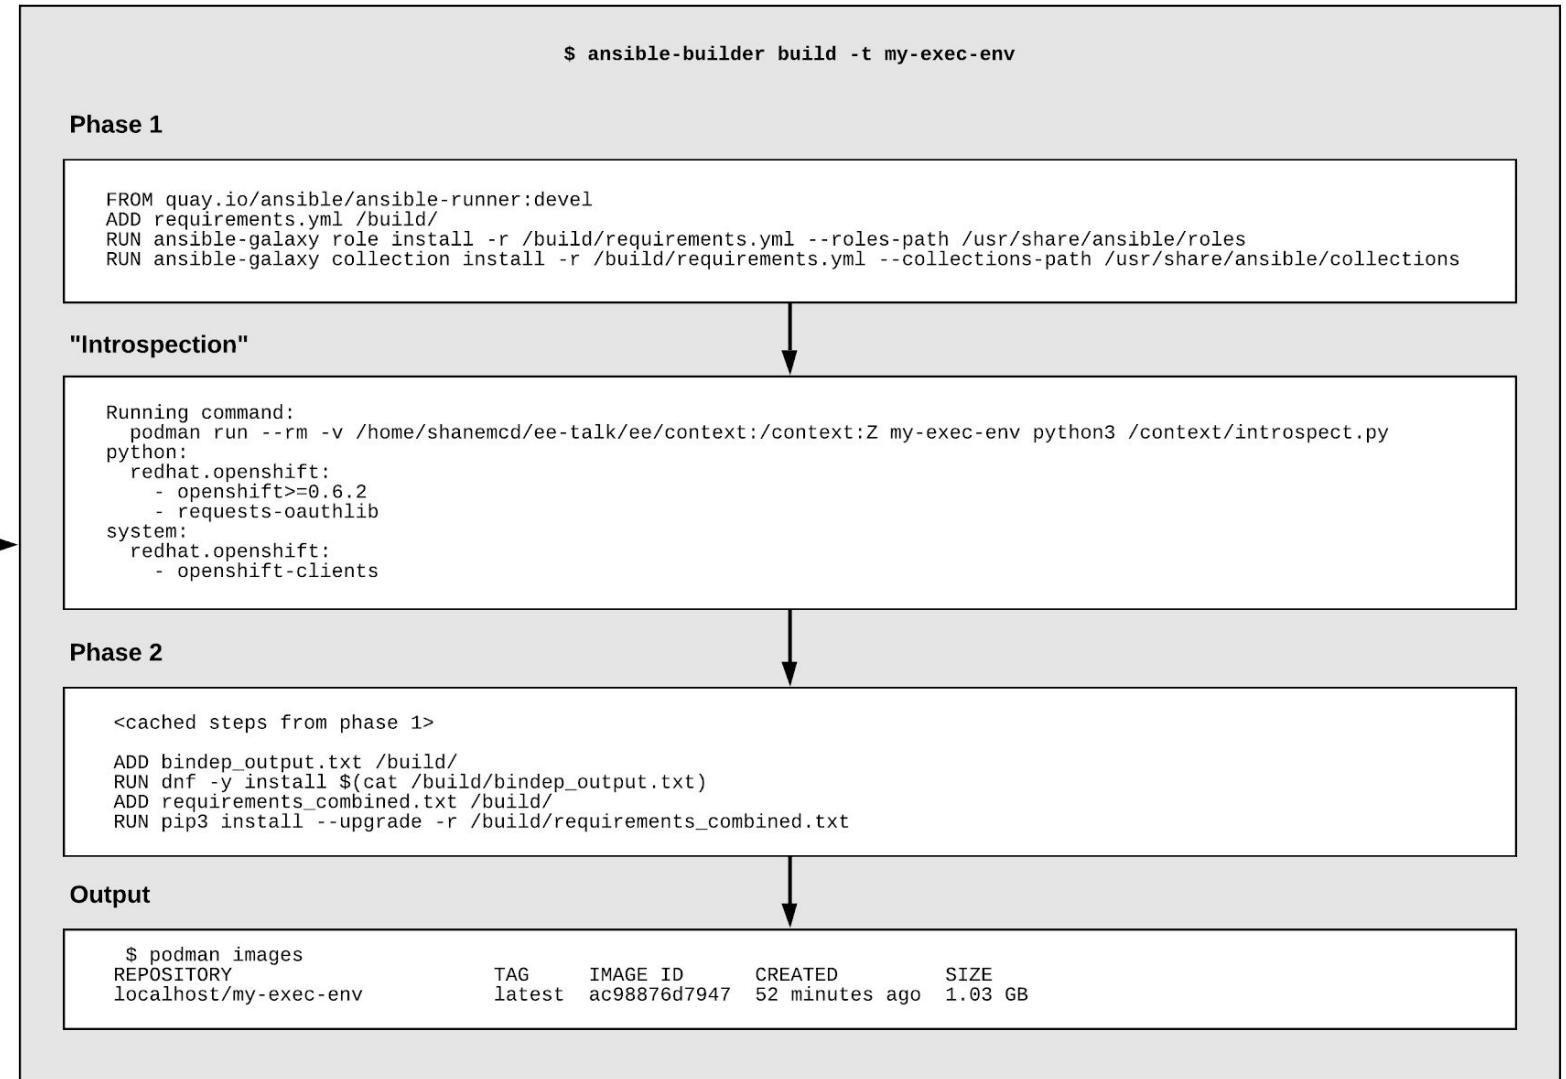 $ ansible-builder build -t my-exec-env
Phase 1
FROM quay.io/ansible/ansible-runner:devel
ADD requirements.yml /build/
RUN ansible-galaxy role install -r /build/requirements.yml --roles-path /usr/share/ansible/roles
RUN ansible-galaxy collection install -r /build/requirements.yml --collections-path /usr/share/ansible/collections
"Introspection"
Running command:
  podman run --rm -v /home/shanemcd/ee-talk/ee/context:/context:Z my-exec-env python3 /context/introspect.py
python:
  redhat.openshift:
    - openshift>=0.6.2
    - requests-oauthlib
system:
  redhat.openshift:
    - openshift-clients
Phase 2
<cached steps from phase 1>
ADD bindep_output.txt /build/
RUN dnf -y install $(cat /build/bindep_output.txt)
ADD requirements_combined.txt /build/
RUN pip3 install --upgrade -r /build/requirements_combined.txt
Output
$ podman images
REPOSITORY TAG IMAGE ID CREATED SIZE
localhost/my-exec-env latest ac98876d7947 52 minutes ago 1.03 GB